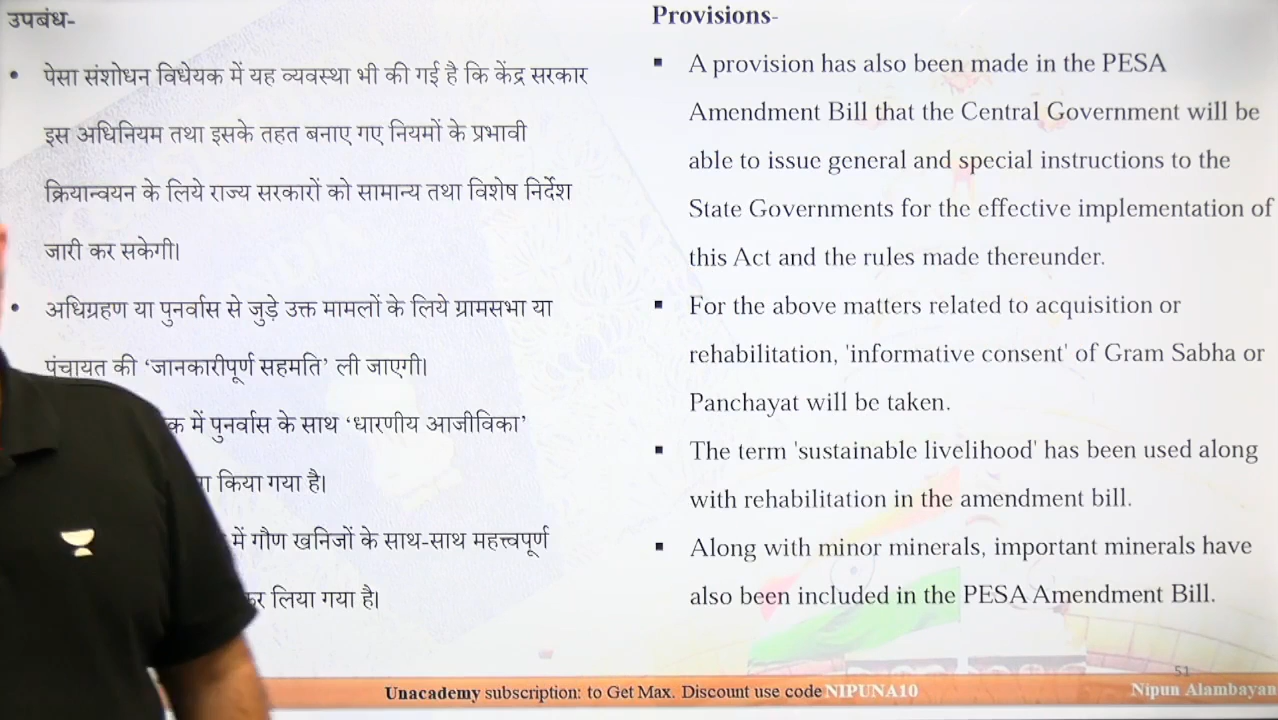 उपबंध-
पेसा संशोधन विधेयक में यह व्यवस्था भी की गई है कि केंद्र सरकार
इस अधिनियम तथा इसके तहत बनाए गए नियमों के प्रभावी
क्रियान्वयन के लिये राज्य सरकारों को सामान्य तथा विशेष निर्देश
जारी कर सकेगी।
अधिग्रहण या पुनर्वास से जुड़े उक्त मामलों के लिये ग्रामसभा या
पंचायत की ‘जानकारीपूर्ण सहमति’ ली जाएगी।
में पुनर्वास के साथ ‘धारणीय आजीविका’
किया गया है।
में गौण खनिजों के साथ-साथ महत्त्वपूर्ण
लिया गया है।
Provisions-
A provision has also been made in the PESA
Amendment Bill that the Central Government will be
able to issue general and special instructions to the
State Governments for the effective implementation of
this Act and the rules made thereunder.
For the above matters related to acquisition or
rehabilitation, 'informative consent' of Gram Sabha or
Panchayat will be taken.
The term 'sustainable livelihood' has been used along
with rehabilitation in the amendment bill.
Along with minor minerals, important minerals have
also been included in the PESA Amendment Bill.
51
Unacademy subscription: to Get Max. Discount use code NIPUNA10
Nipun Alambayan